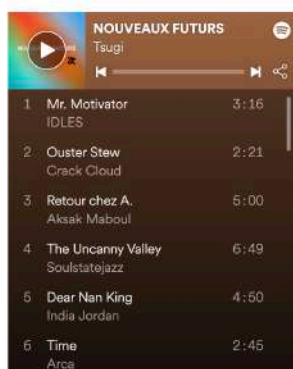 NOUVEAUX FUTURS
Tsugi
1 Mr. Motivator 3:16
IDLES
2 Ouster Stew 2:21
Crack Cloud
3 Retour chez A. 5:00
Aksak Maboul
4 The Uncanny Valley 6:49
Soulstatejazz
5 Dear Nan King 4:50
India Jordan
6 Time 2:45
Arca